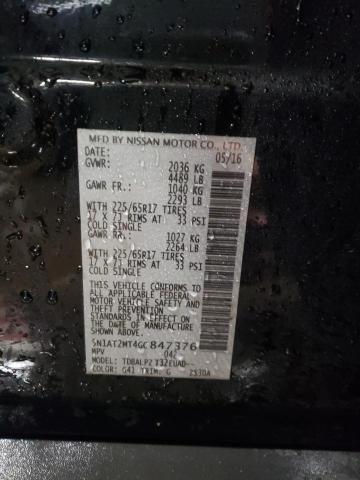 MFD BY NISSAN MOTOR CO., LTD.
DATE: 05/16
GVWR: 2036 KG
4489 LB
GAWR FR.: 1040 KG
2293 LB
WITH 225/65R17 TIRES
17 X 7J RIMS AT 33 PSI
COLD SINGLE
GAWR RR.: 1027 KG
2264 LB
WITH 225/65R17 TIRES
17 X 7J RIMS AT 33 PSI
COLD SINGLE
THIS VEHICLE CONFORMS TO
ALL APPLICABLE FEDERAL
MOTOR VEHICLE SAFETY
THEFT PREVENTION
STANDARDS IN EFFECT ON
THE DATE OF MANUFACTURE
SHOWN ABOVE.
5N1AT2MT4GC847376
MPV 042
MODEL:
COLOR: G41 TRIM: G 2930A